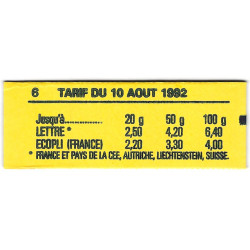 6 TARIF DU 10 AOUT 1992
Jusqu'à.............. 20 g 50 g 100 g
LETTRE * 2,50 4,20 6,40
ECOPLI (FRANCE) 2,20 3,30 4,00
* FRANCE ET PAYS DE LA CEE, AUTRICHE, LIECHTENSTEIN, SUISSE.